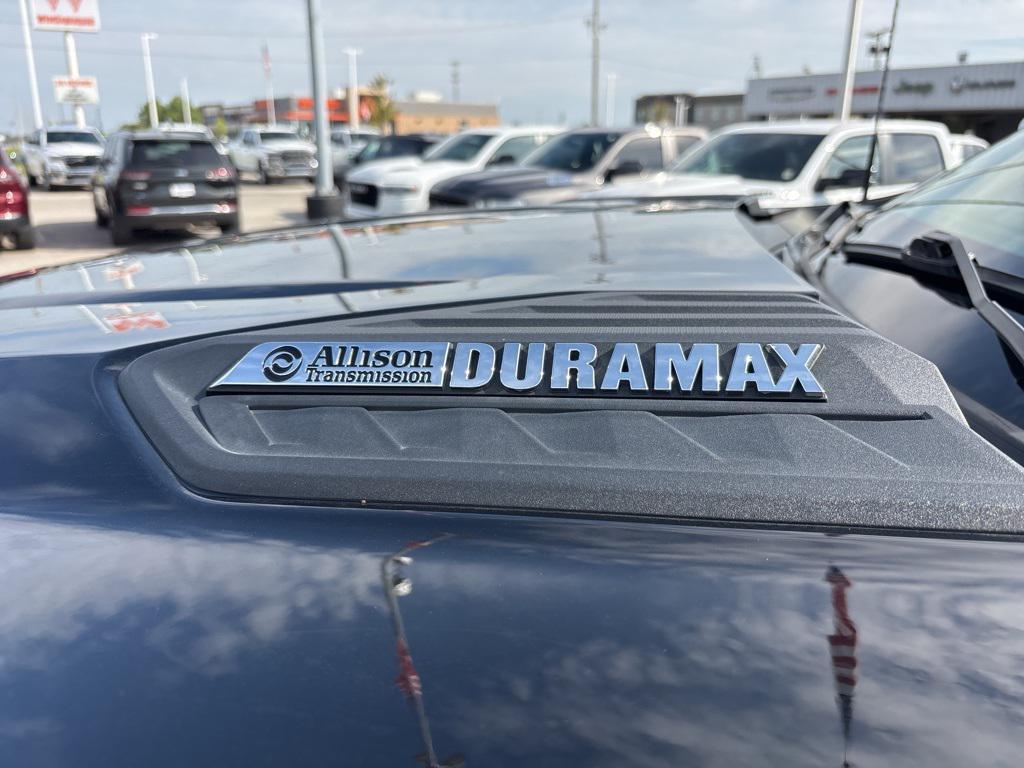 Allison DURAMAX
Transmission
Jeep